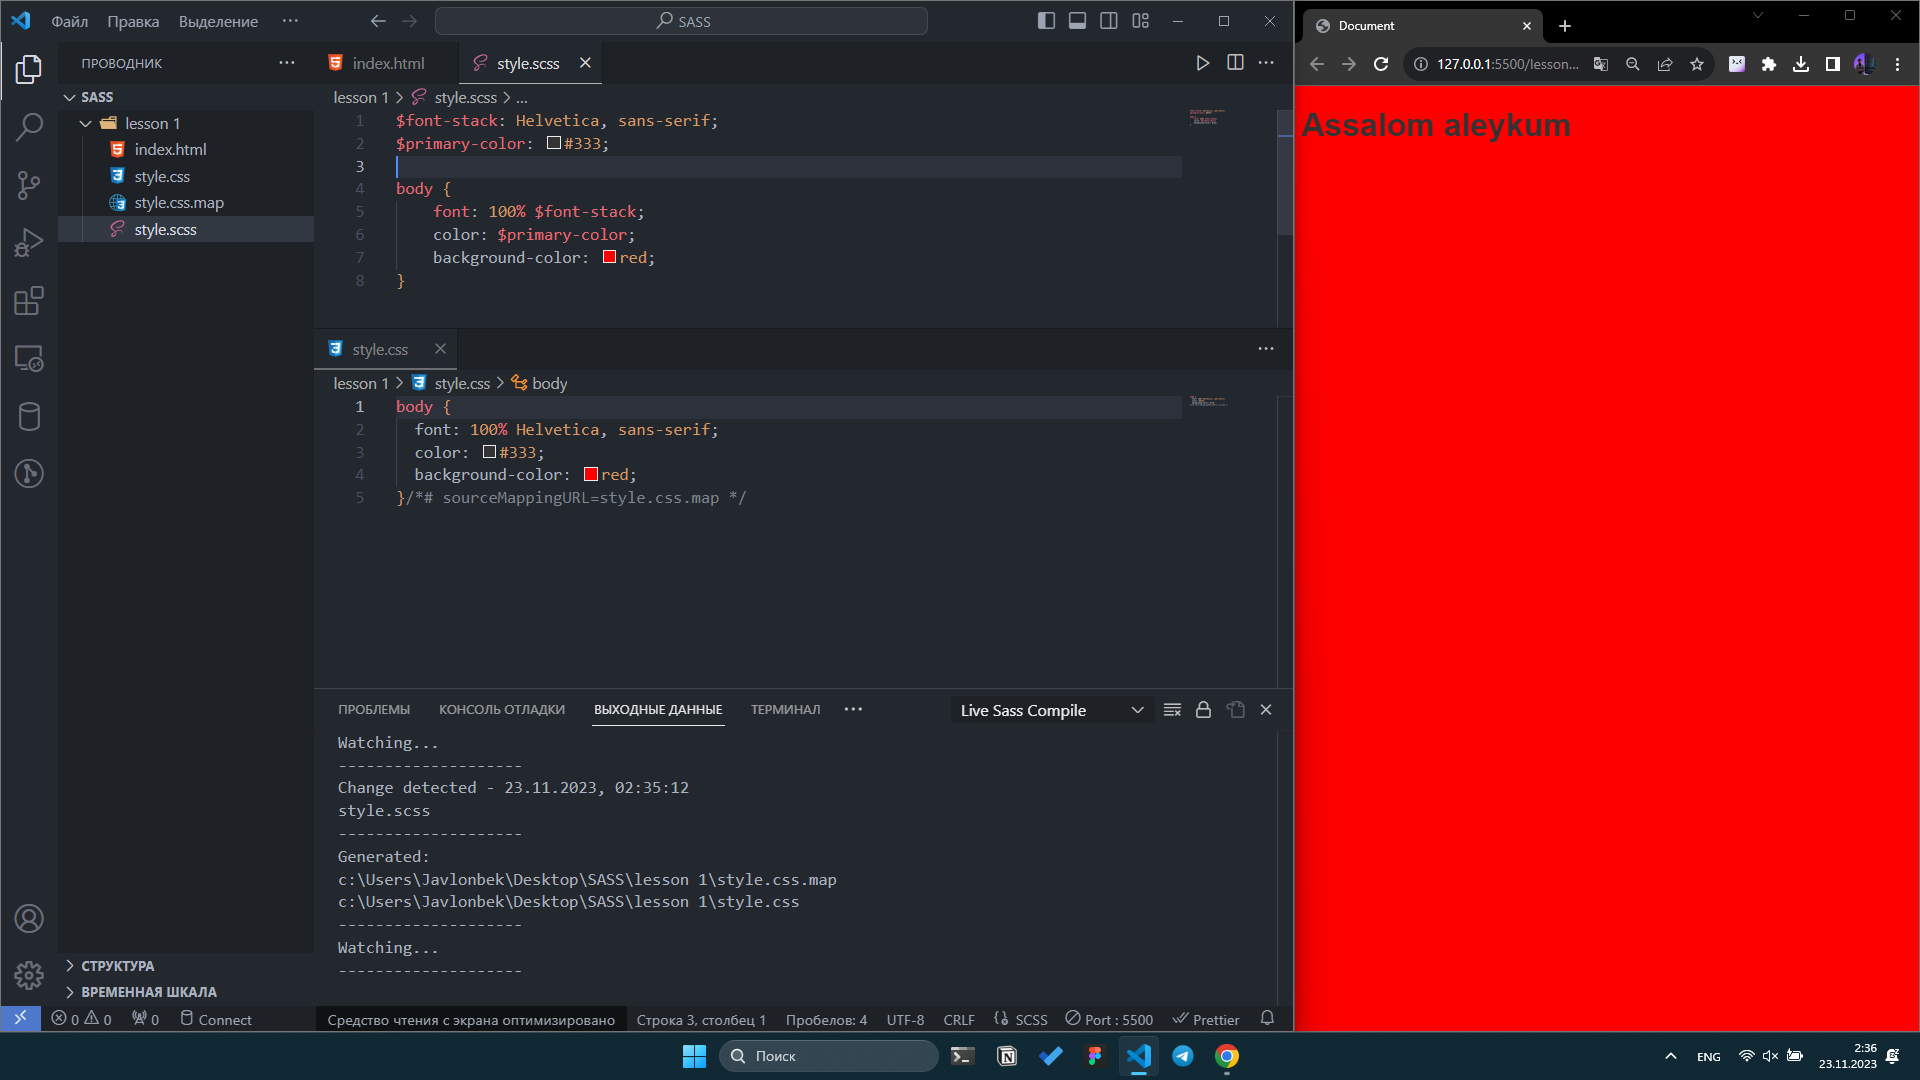 Файл Правка Выделение ··· SASS
ПРОВОДНИК ···
SASS
lesson 1
index.html
style.css
style.css.map
style.scss
СТРУКТУРА
ВРЕМЕННАЯ ШКАЛА
index.html style.scss
lesson 1 > style.scss > ...
1 $font-stack: Helvetica, sans-serif;
2 $primary-color: #333;
3
4 body {
5 font: 100% $font-stack;
6 color: $primary-color;
7 background-color: red;
8 }
style.css
lesson 1 > style.css > body
1 body {
2 font: 100% Helvetica, sans-serif;
3 color: #333;
4 background-color: red;
5 }/*# sourceMappingURL=style.css.map */
ПРОБЛЕМЫ КОНСОЛЬ ОТЛАДКИ ВЫХОДНЫЕ ДАННЫЕ ТЕРМИНАЛ ··· Live Sass Compile
Watching...
--------------------
Change detected - 23.11.2023, 02:35:12
style.scss
--------------------
Generated:
c:\Users\Javlonbek\Desktop\SASS\lesson 1\style.css.map
c:\Users\Javlonbek\Desktop\SASS\lesson 1\style.css
--------------------
Watching...
--------------------
0 0 0 Connect Средство чтения с экрана оптимизировано Строка 3, столбец 1 Пробелов: 4 UTF-8 CRLF SCSS Port : 5500 Prettier
Document
127.0.0.1:5500/lesson...
Assalom aleykum
Поиск
ENG
2:36
23.11.2023